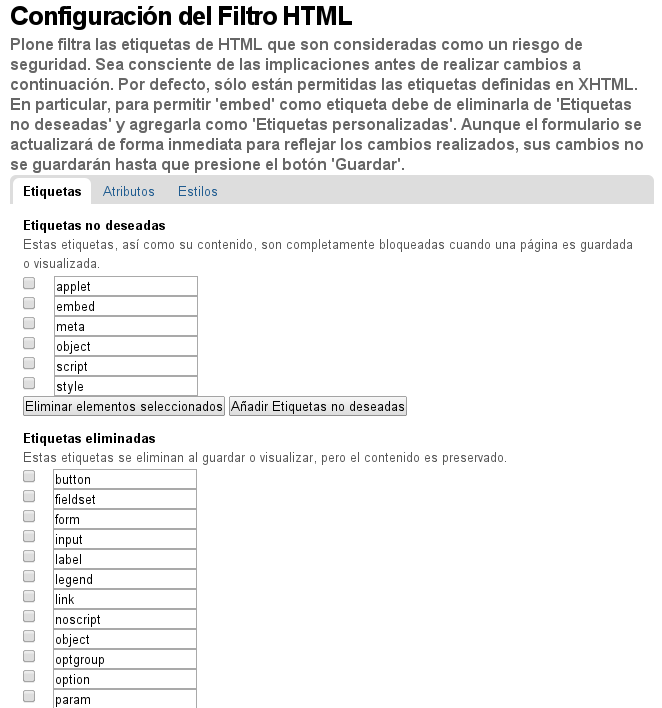 Configuración del Filtro HTML
Plone filtra las etiquetas de HTML que son consideradas como un riesgo de
seguridad. Sea consciente de las implicaciones antes de realizar cambios a
continuación. Por defecto, sólo están permitidas las etiquetas definidas en XHTML.
En particular, para permitir 'embed' como etiqueta debe de eliminarla de 'Etiquetas
no deseadas' y agregarla como 'Etiquetas personalizadas'. Aunque el formulario se
actualizará de forma inmediata para reflejar los cambios realizados, sus cambios no
se guardarán hasta que presione el botón 'Guardar'.
Etiquetas Atributos Estilos
Etiquetas no deseadas
Estas etiquetas, así como su contenido, son completamente bloqueadas cuando una página es guardada
o visualizada.
applet
embed
meta
object
script
style
Eliminar elementos seleccionados Añadir Etiquetas no deseadas
Etiquetas eliminadas
Estas etiquetas se eliminan al guardar o visualizar, pero el contenido es preservado.
button
fieldset
form
input
label
legend
link
noscript
object
optgroup
option
param